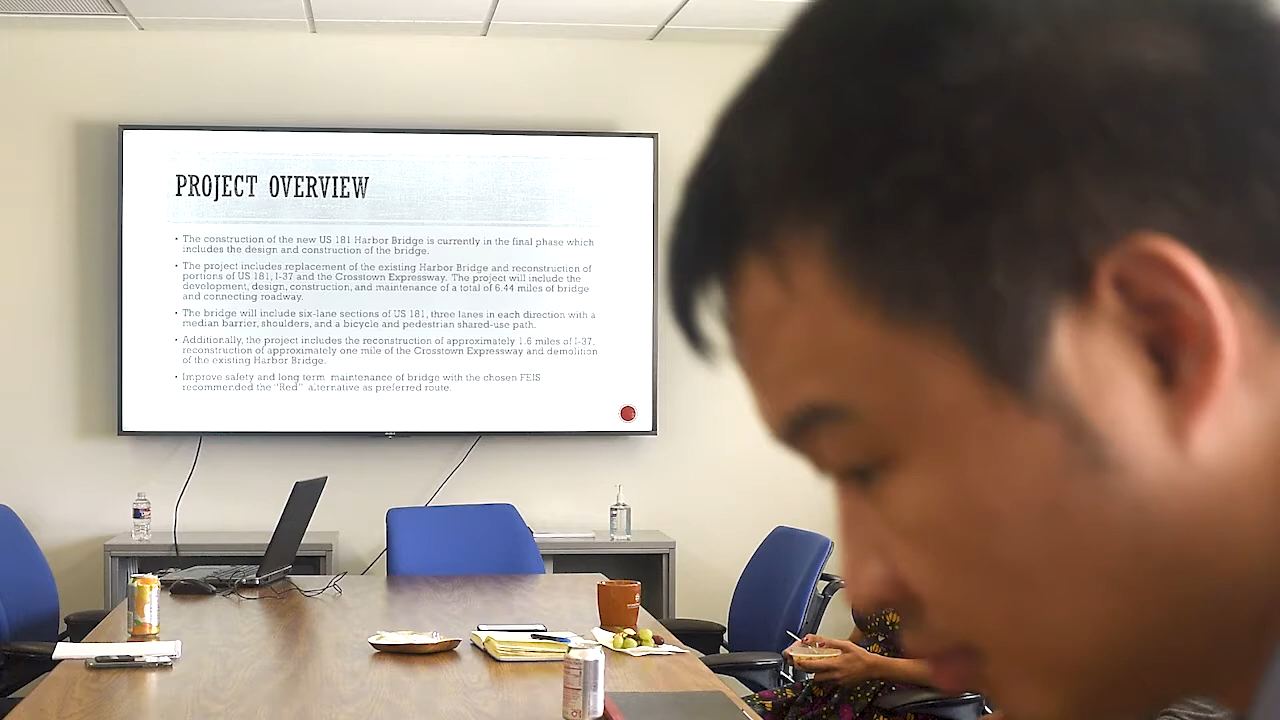 PROJECT OVERVIEW
• The construction of the new US 181 Harbor Bridge is currently in the final phase which
includes the design and construction of the bridge.
• The project includes replacement of the existing Harbor Bridge and reconstruction of
portions of US 181, I-37 and the Crosstown Expressway. The project will include the
development, design, construction, and maintenance of a total of 6.44 miles of bridge
and connecting roadway.
• The bridge will include six-lane sections of US 181, three lanes in each direction with a
median barrier, shoulders, and a bicycle and pedestrian shared-use path.
• Additionally, the project includes the reconstruction of approximately 1.6 miles of I-37,
reconstruction of approximately one mile of the Crosstown Expressway and demolition
of the existing Harbor Bridge.
• Improve safety and long term maintenance of bridge with the chosen FEIS
recommended the "Red" alternative as preferred route.